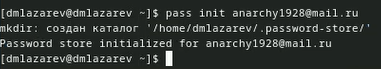 [dmlazarev@dmlazarev ~]$ pass init anarchy1928@mail.ru
mkdir: создан каталог '/home/dmlazarev/.password-store/'
Password store initialized for anarchy1928@mail.ru
[dmlazarev@dmlazarev ~]$